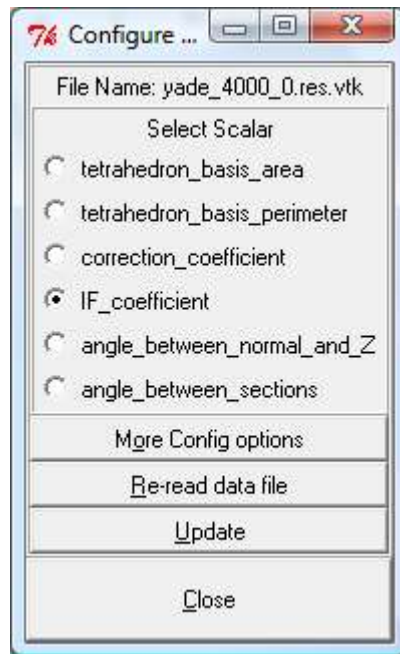 Configure ...
File Name: yade_4000_0.res.vtk
Select Scalar
tetrahedron_basis_area
tetrahedron_basis_perimeter
correction_coefficient
IF_coefficient
angle_between_normal_and_Z
angle_between_sections
More Config options
Re-read data file
Update
Close